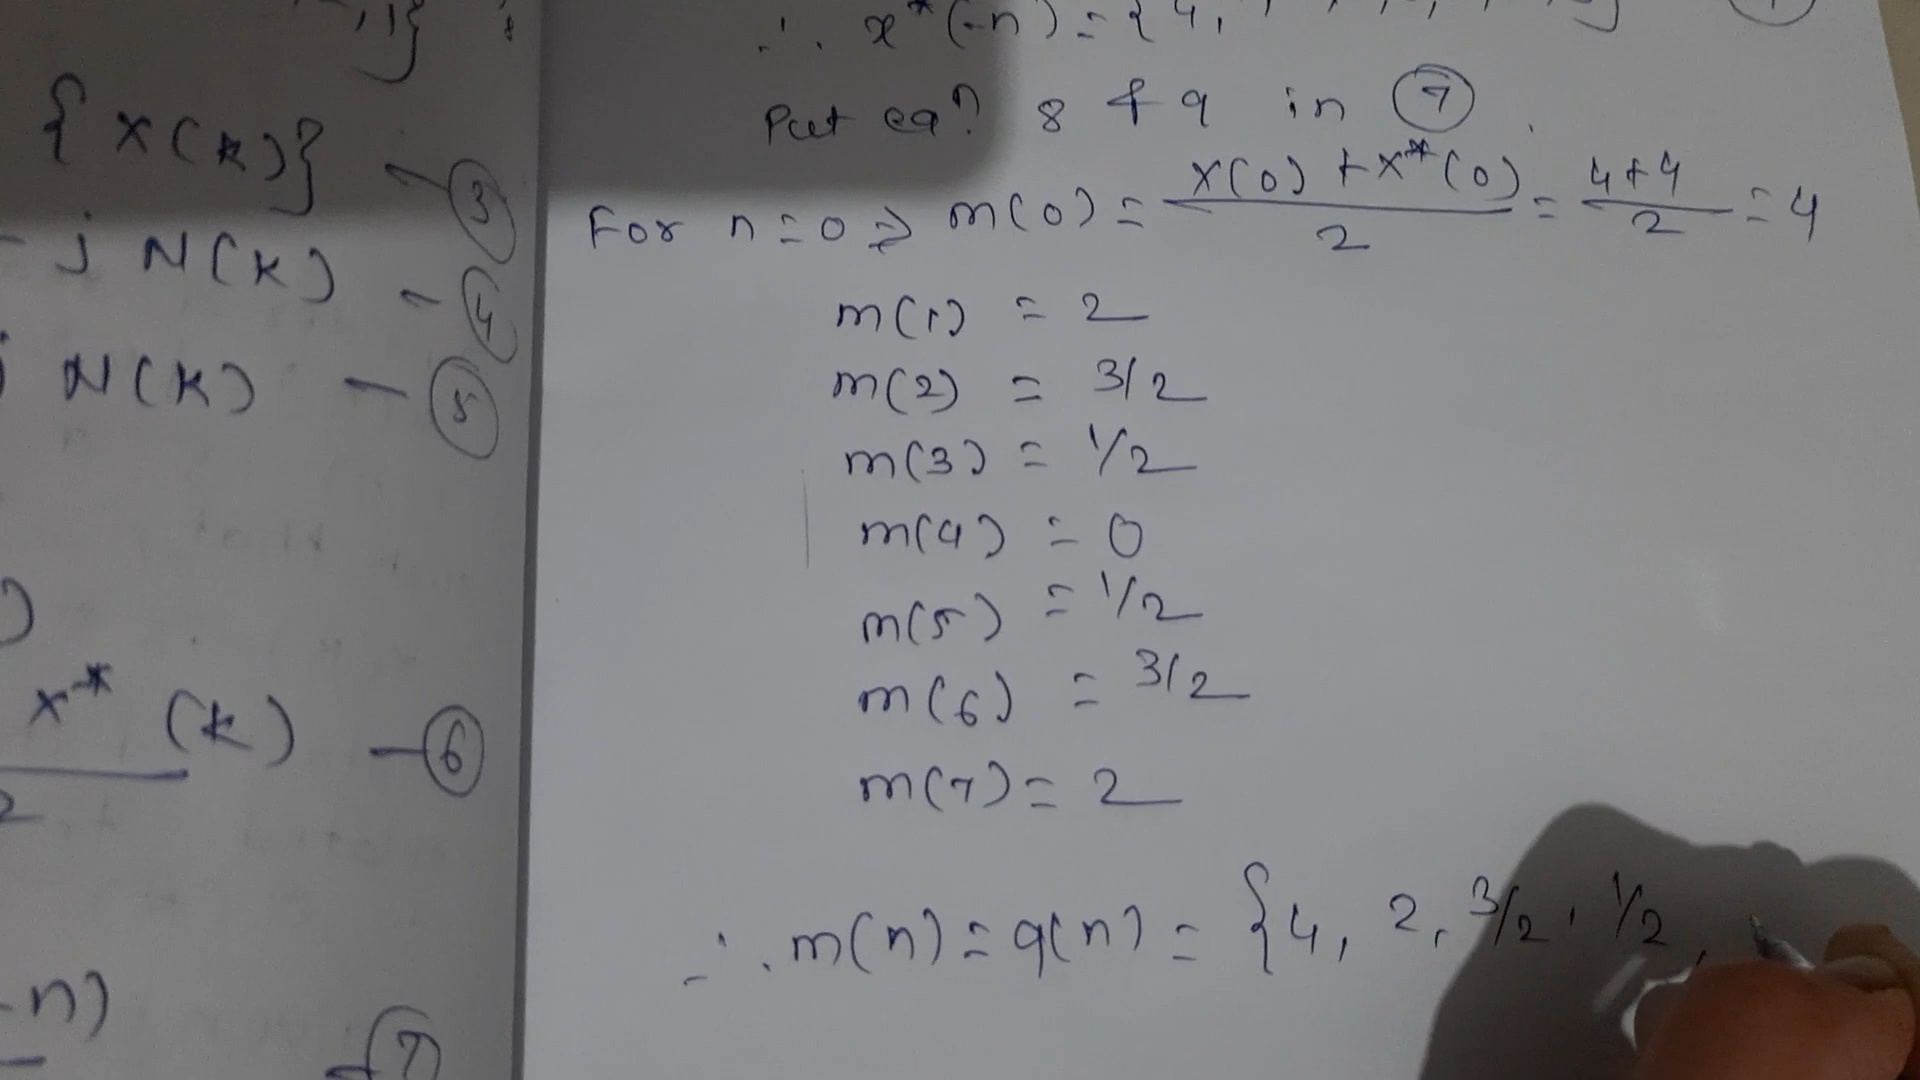 ,1}
{x(k)} - 3
- j N(k) - 4
j N(k) - 5
)
x* (k) - 6
2
-n)
- 7
∴ x*(-n) = {4,
Put eqn 8 & 9 in 7.
For n=0 ⇒ m(0) = x(0) + x*(0) / 2 = 4+4 / 2 = 4
m(1) = 2
m(2) = 3/2
m(3) = 1/2
m(4) = 0
m(5) = 1/2
m(6) = 3/2
m(7) = 2
∴ m(n) = q(n) = {4, 2, 3/2, 1/2,